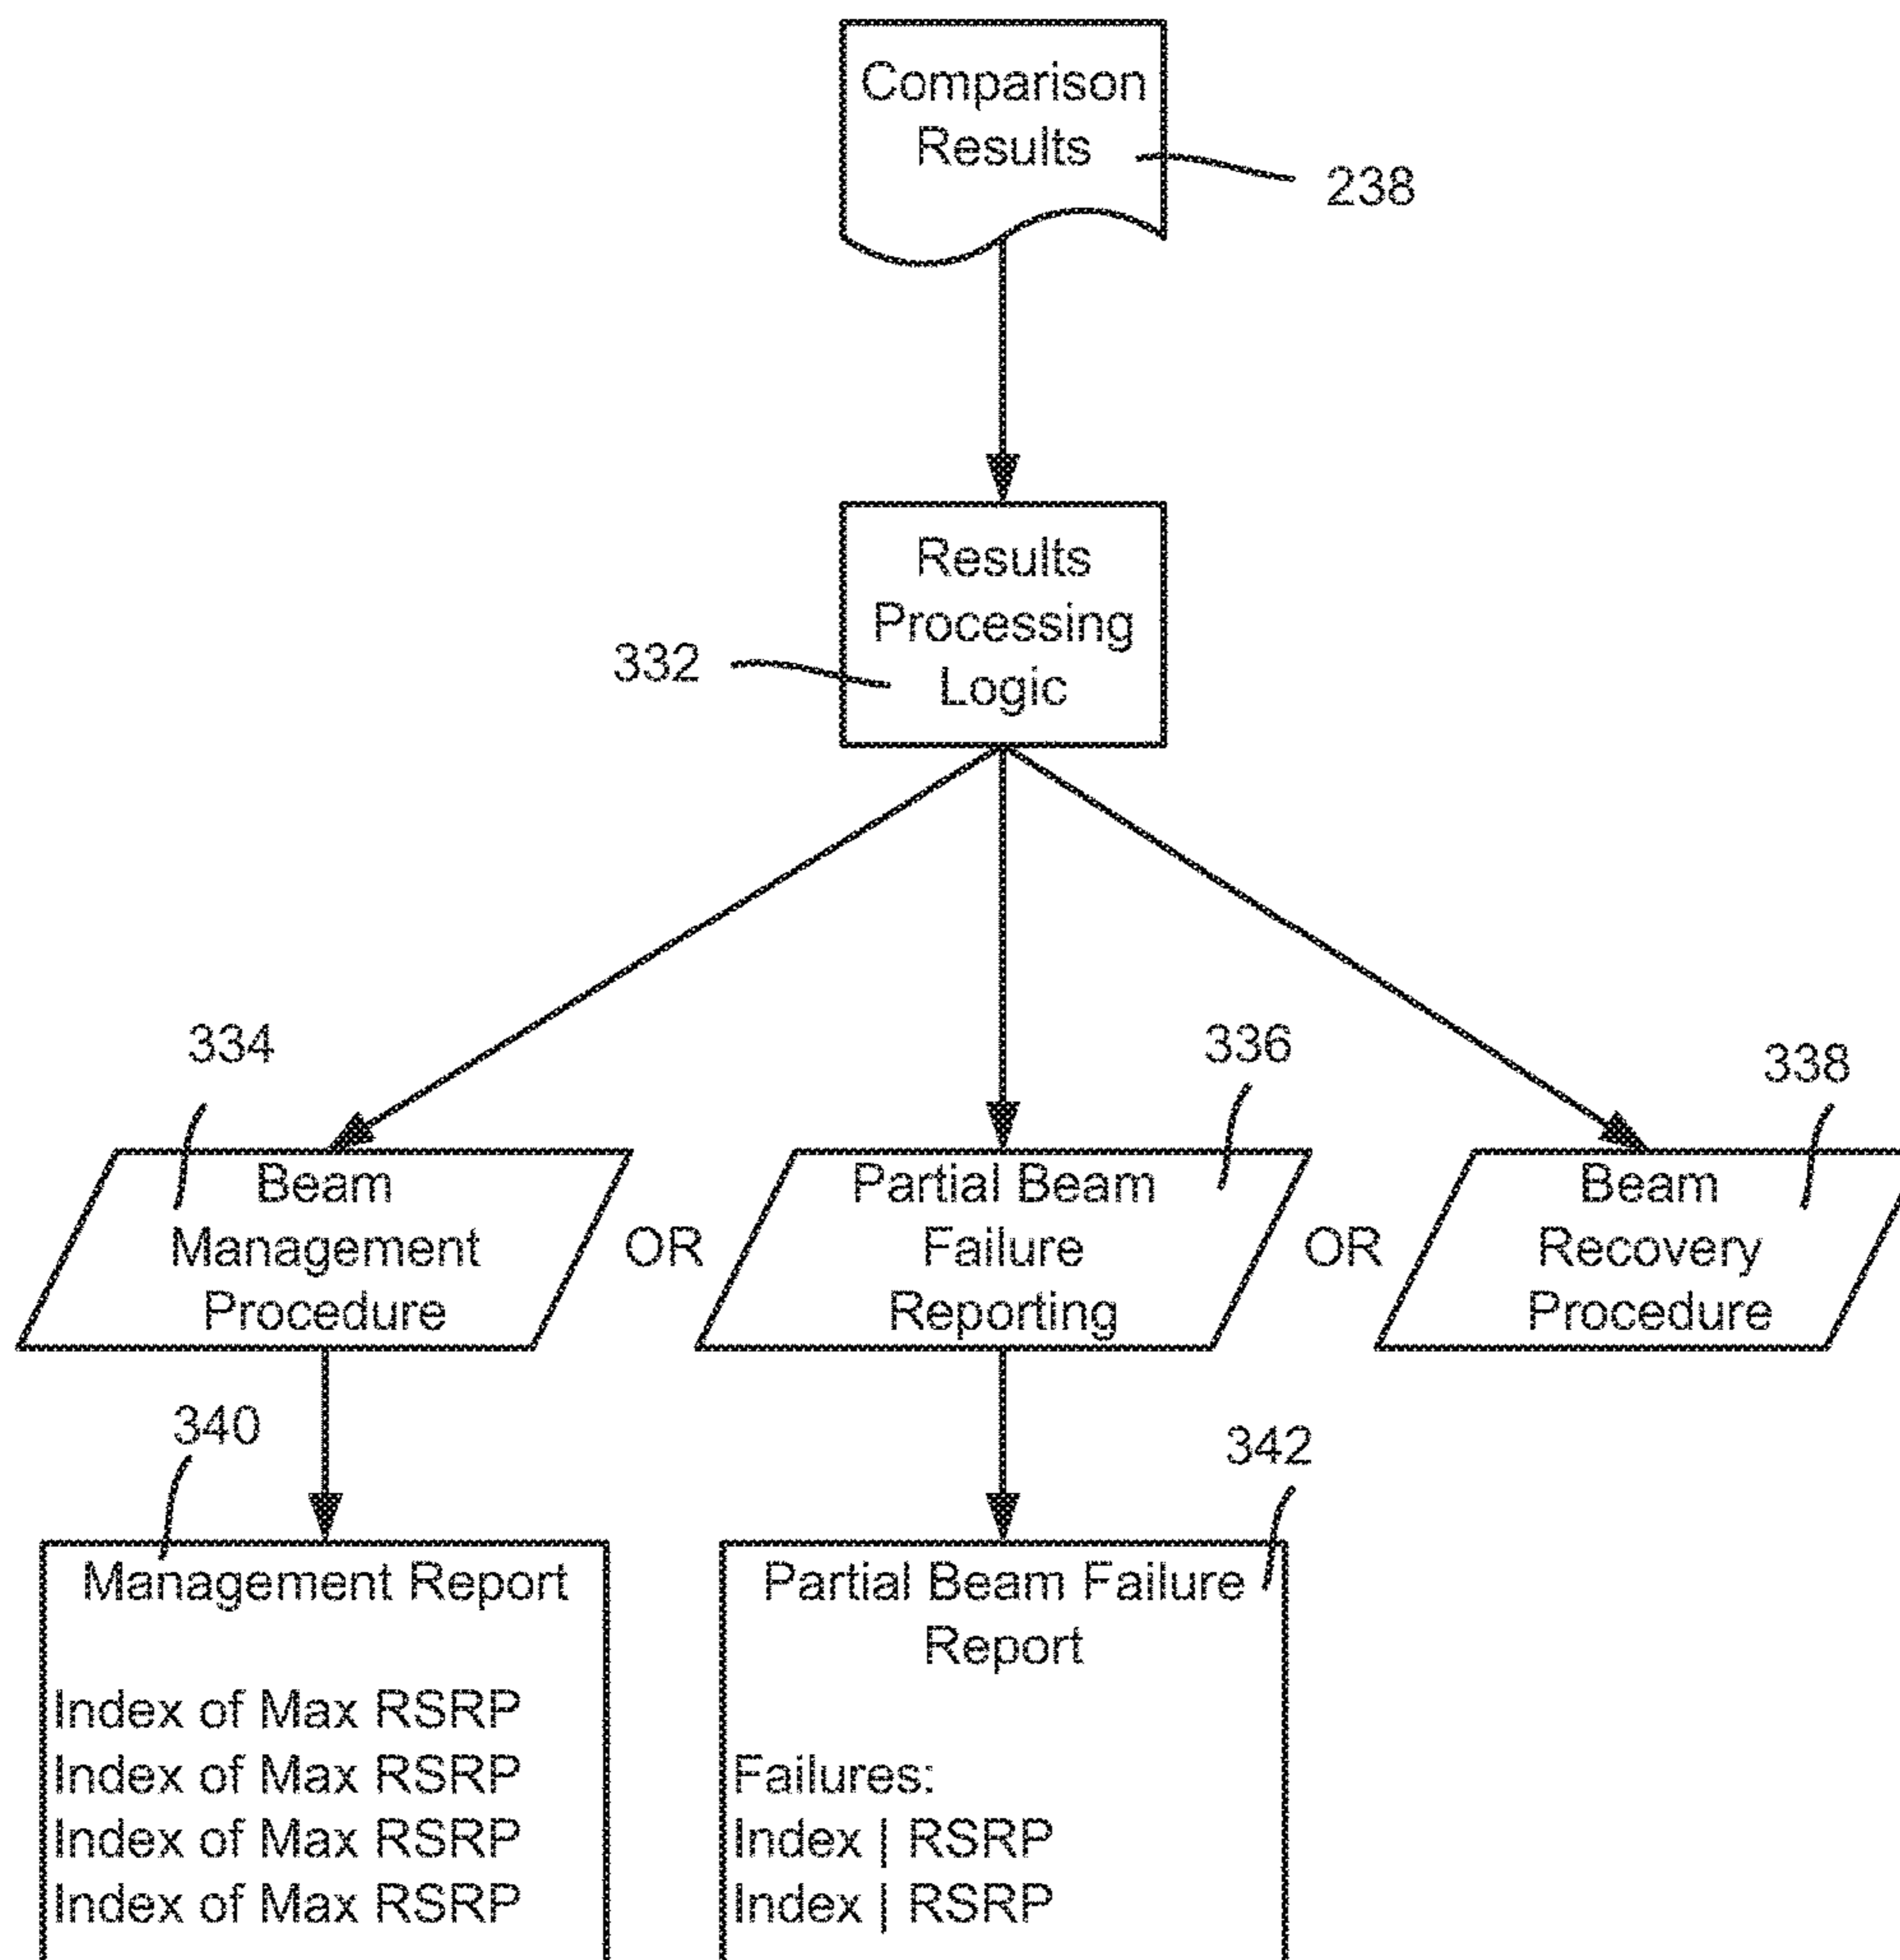 Comparison
Results
238
Results
Processing
Logic
332
334
336
338
Beam
Management
Procedure
OR
Partial Beam
Failure
Reporting
OR
Beam
Recovery
Procedure
340
342
Management Report
Index of Max RSRP
Index of Max RSRP
Index of Max RSRP
Index of Max RSRP
Partial Beam Failure
Report
Failures:
Index | RSRP
Index | RSRP